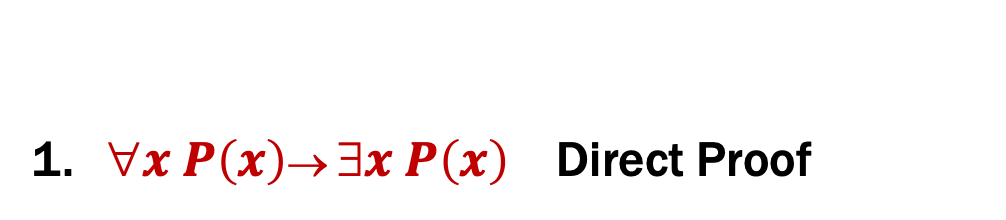 1. ∀x P(x)→∃x P(x) Direct Proof